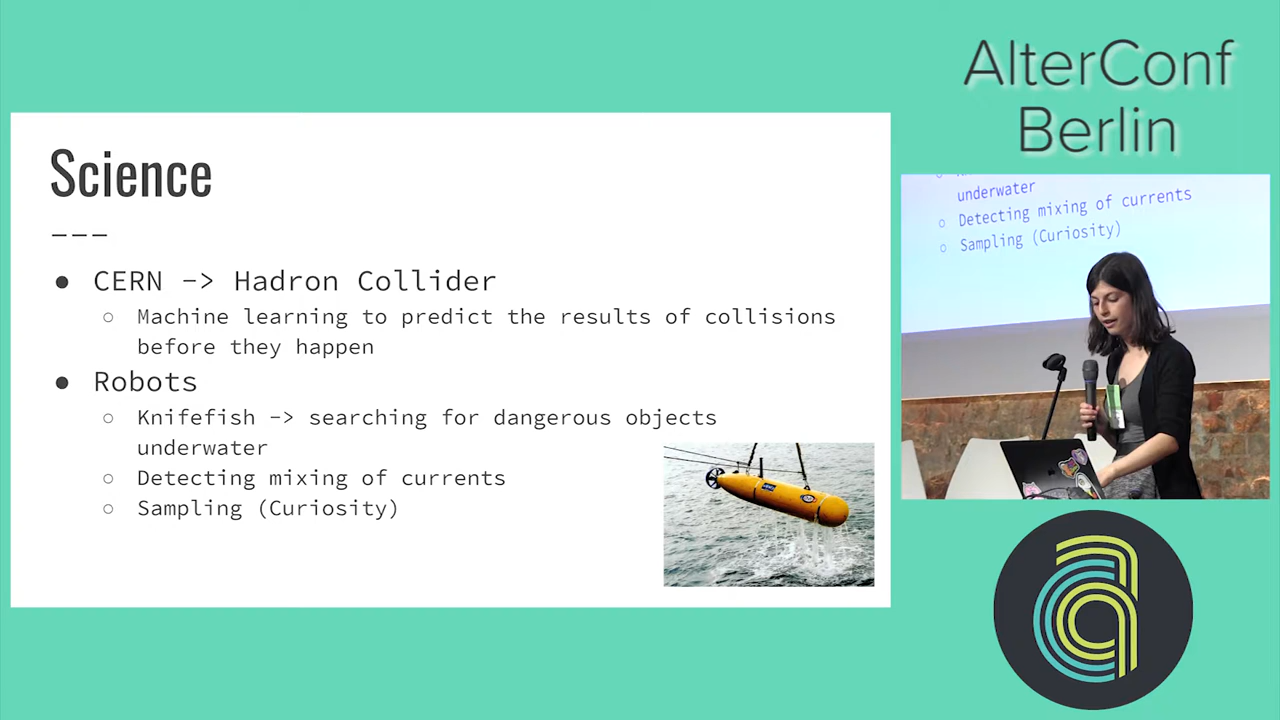 AlterConf
Berlin
Science
---
● CERN -> Hadron Collider
○ Machine learning to predict the results of collisions
before they happen
● Robots
○ Knifefish -> searching for dangerous objects
underwater
○ Detecting mixing of currents
○ Sampling (Curiosity)
underwater
○ Detecting mixing of currents
○ Sampling (Curiosity)